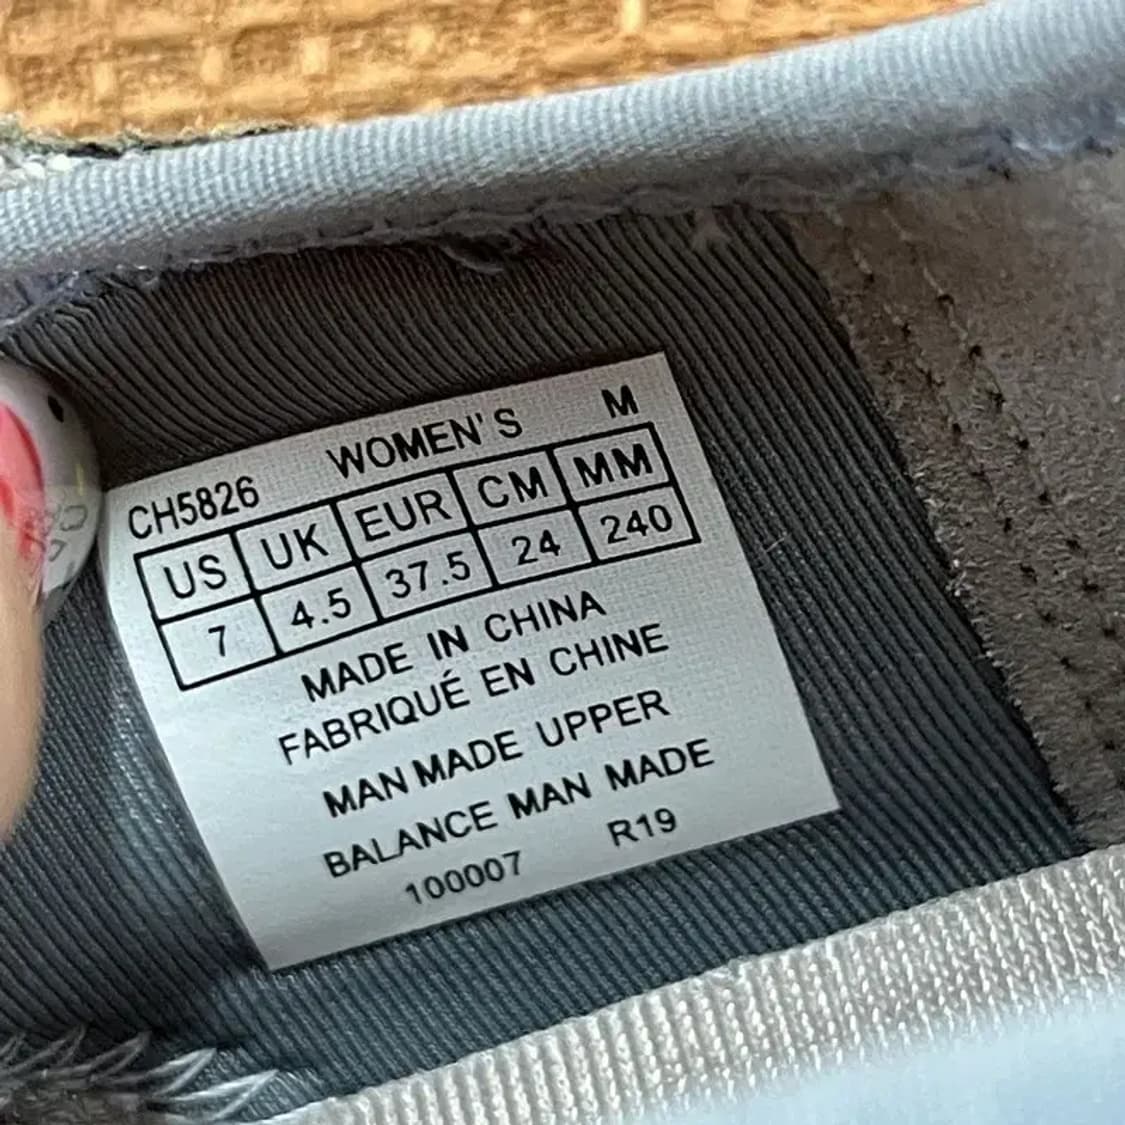 CH5826 WOMEN'S M
US UK EUR CM MM
7 4.5 37.5 24 240
MADE IN CHINA
FABRIQUÉ EN CHINE
MAN MADE UPPER
BALANCE MAN MADE
100007 R19